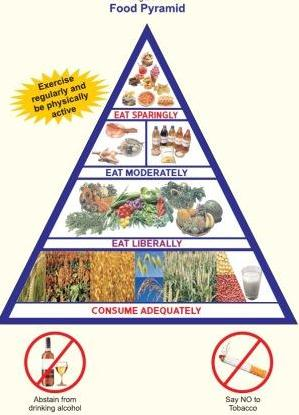 Food Pyramid
Exercise
regularly and
be physically
active
EAT SPARINGLY
EAT MODERATELY
EAT LIBERALLY
CONSUME ADEQUATELY
Abstain from
drinking alcohol
Say NO to
Tobacco